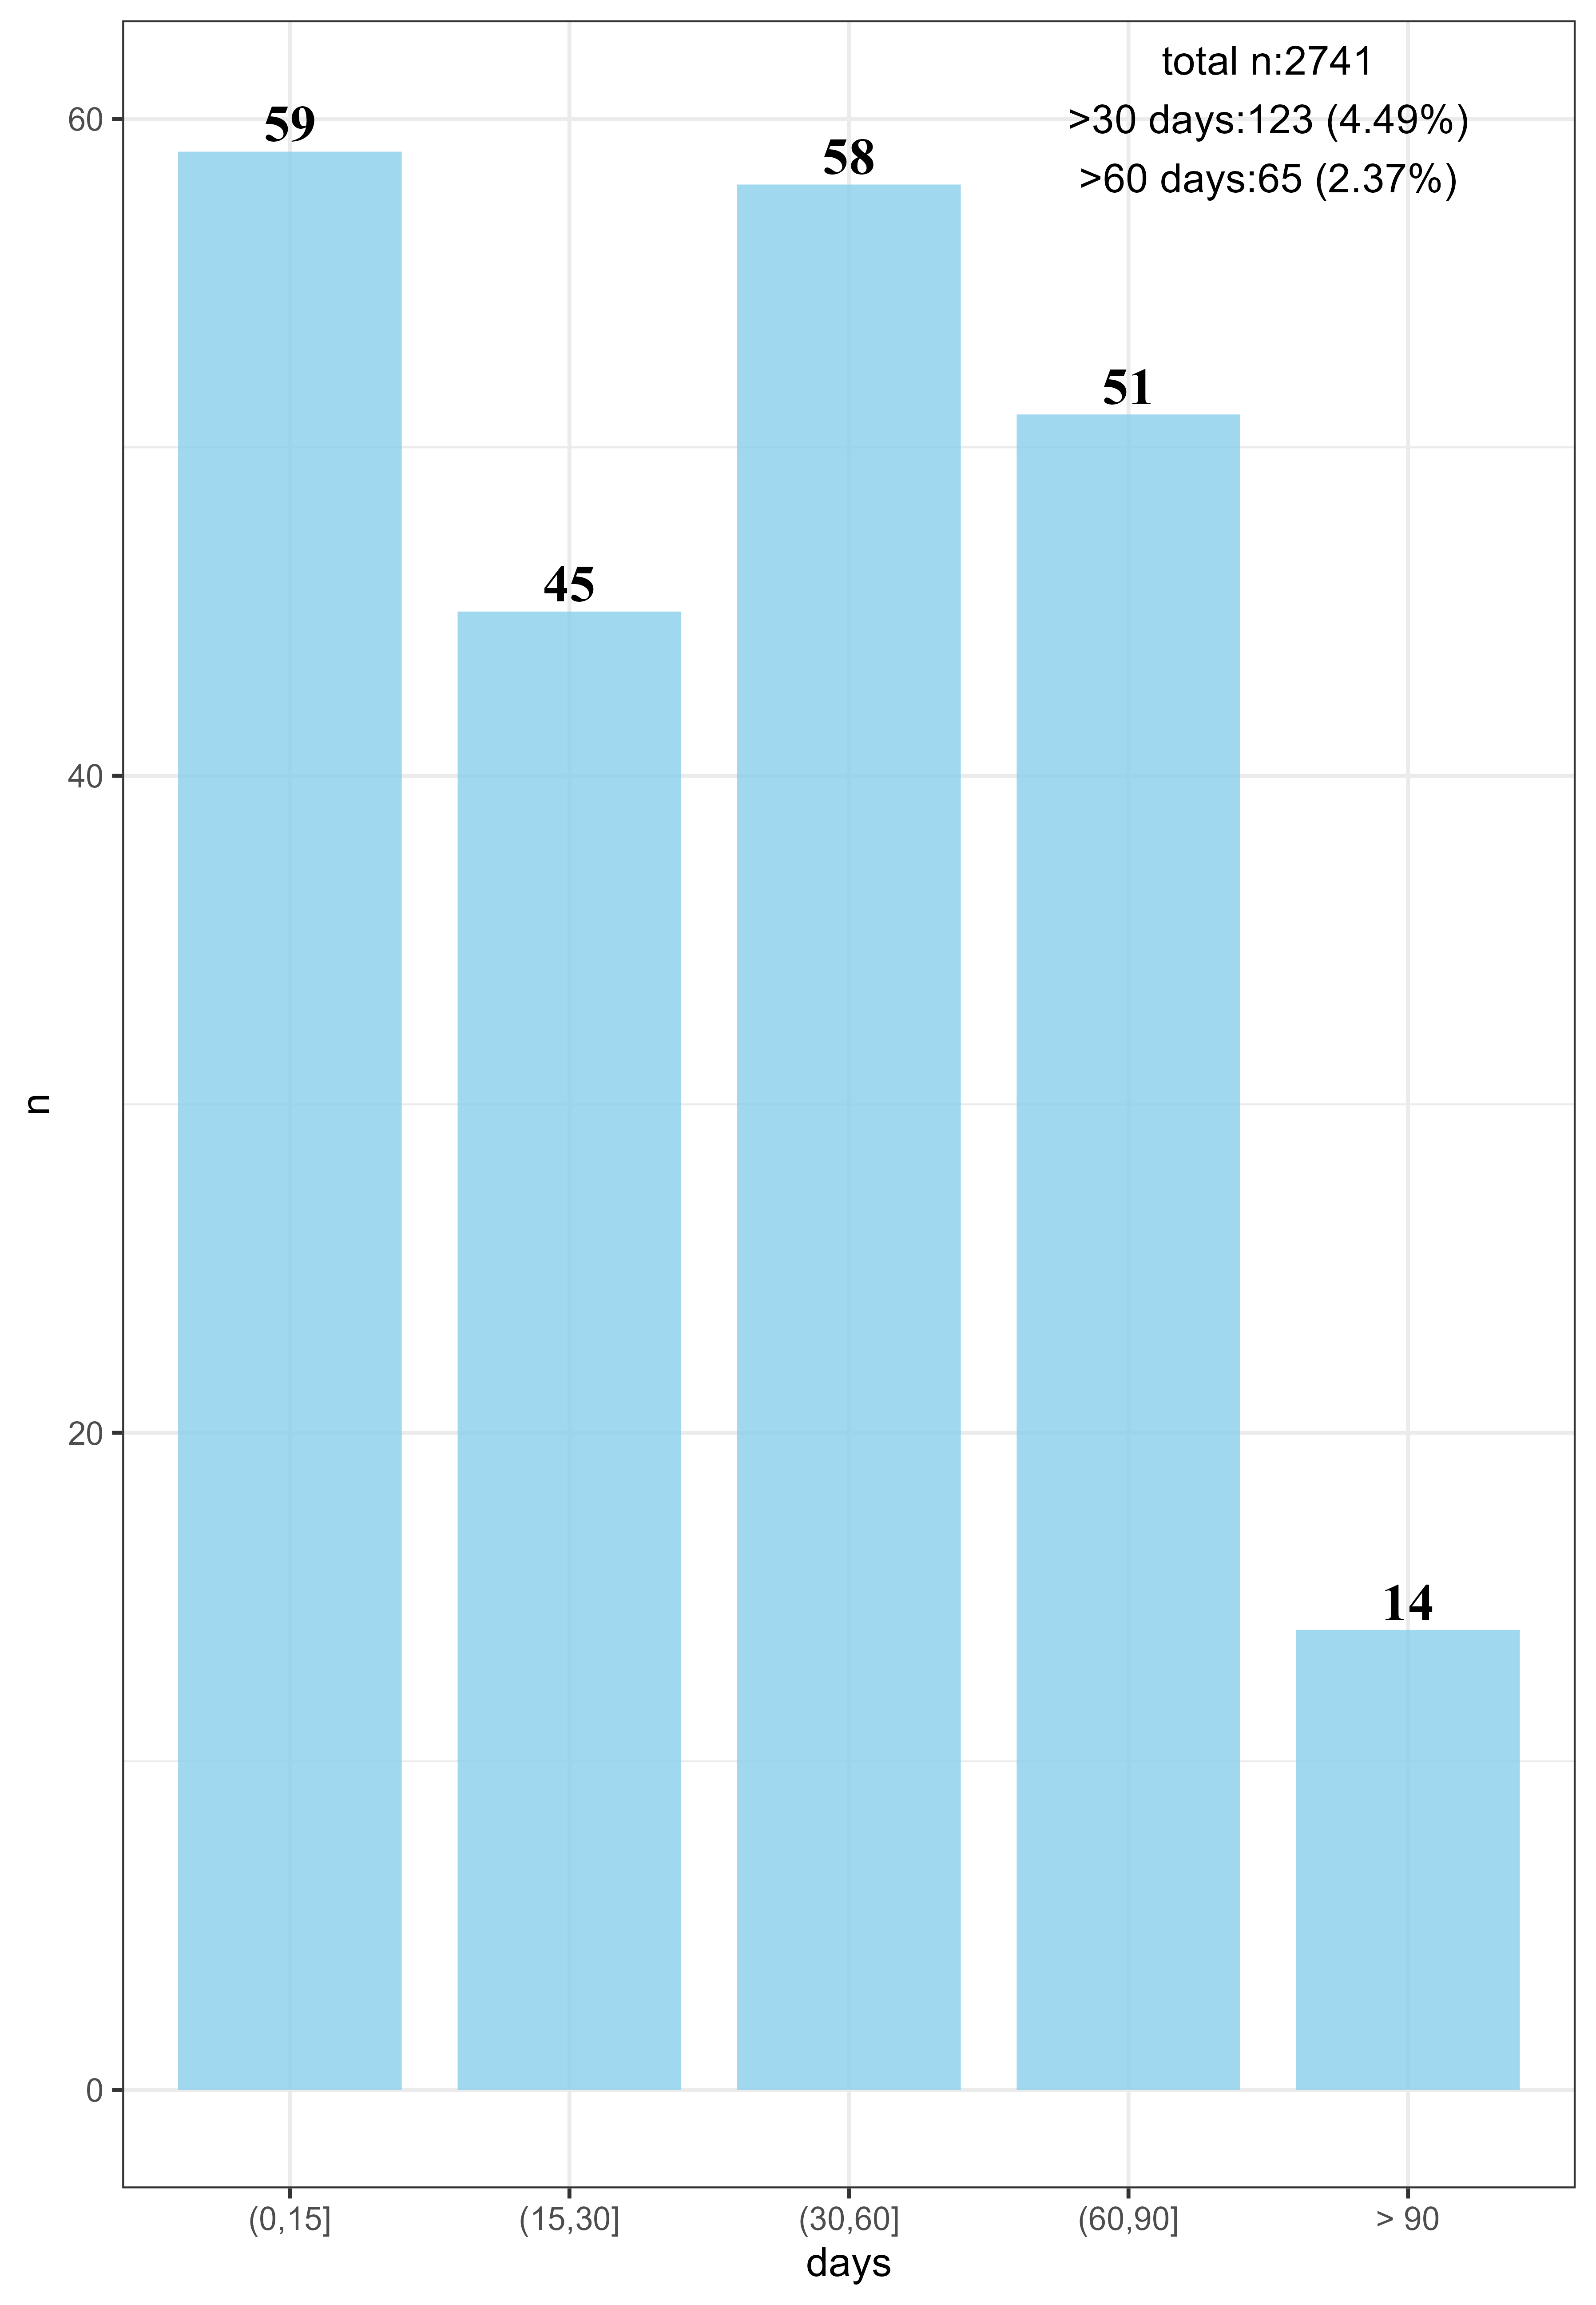 total n:2741
>30 days:123 (4.49%)
>60 days:65 (2.37%)
59
45
58
51
14
60
40
20
0
n
(0,15]
(15,30]
(30,60]
(60,90]
> 90
days